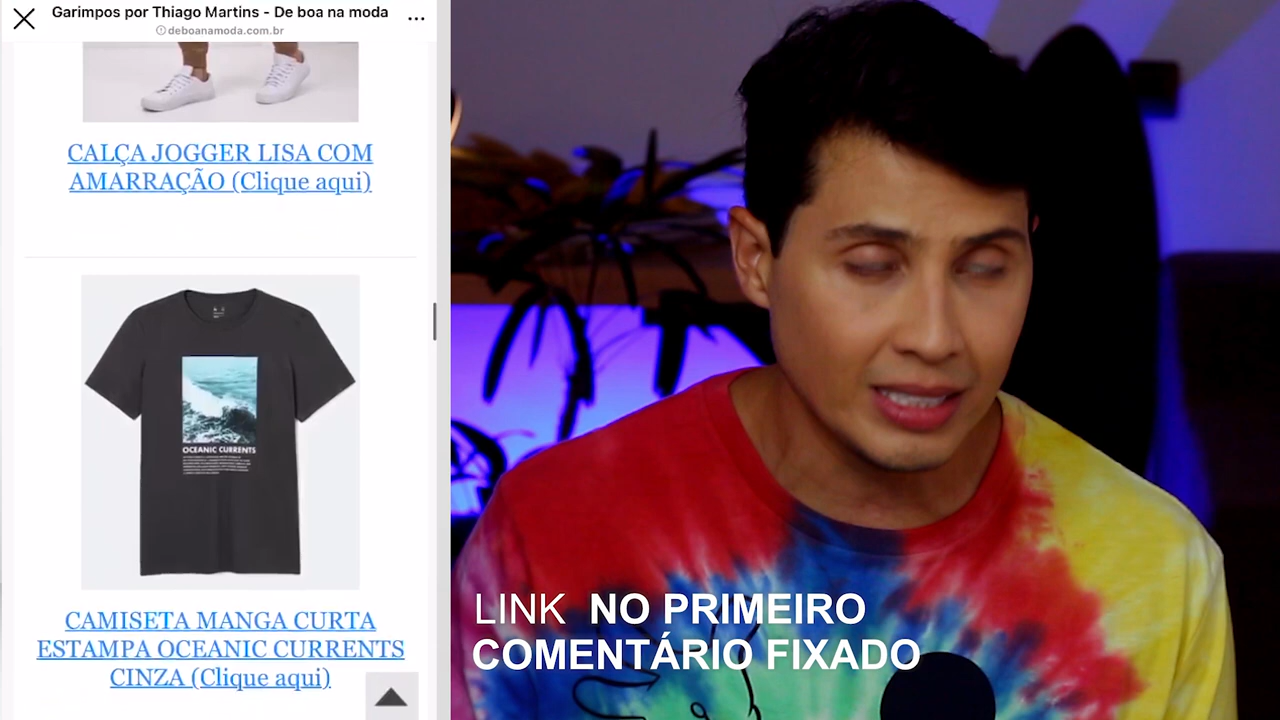 Garimpos por Thiago Martins - De boa na moda
deboanamoda.com.br
CALÇA JOGGER LISA COM
AMARRAÇÃO (Clique aqui)
OCEANIC CURRENTS
CAMISETA MANGA CURTA
ESTAMPA OCEANIC CURRENTS
CINZA (Clique aqui)
LINK NO PRIMEIRO
COMENTÁRIO FIXADO